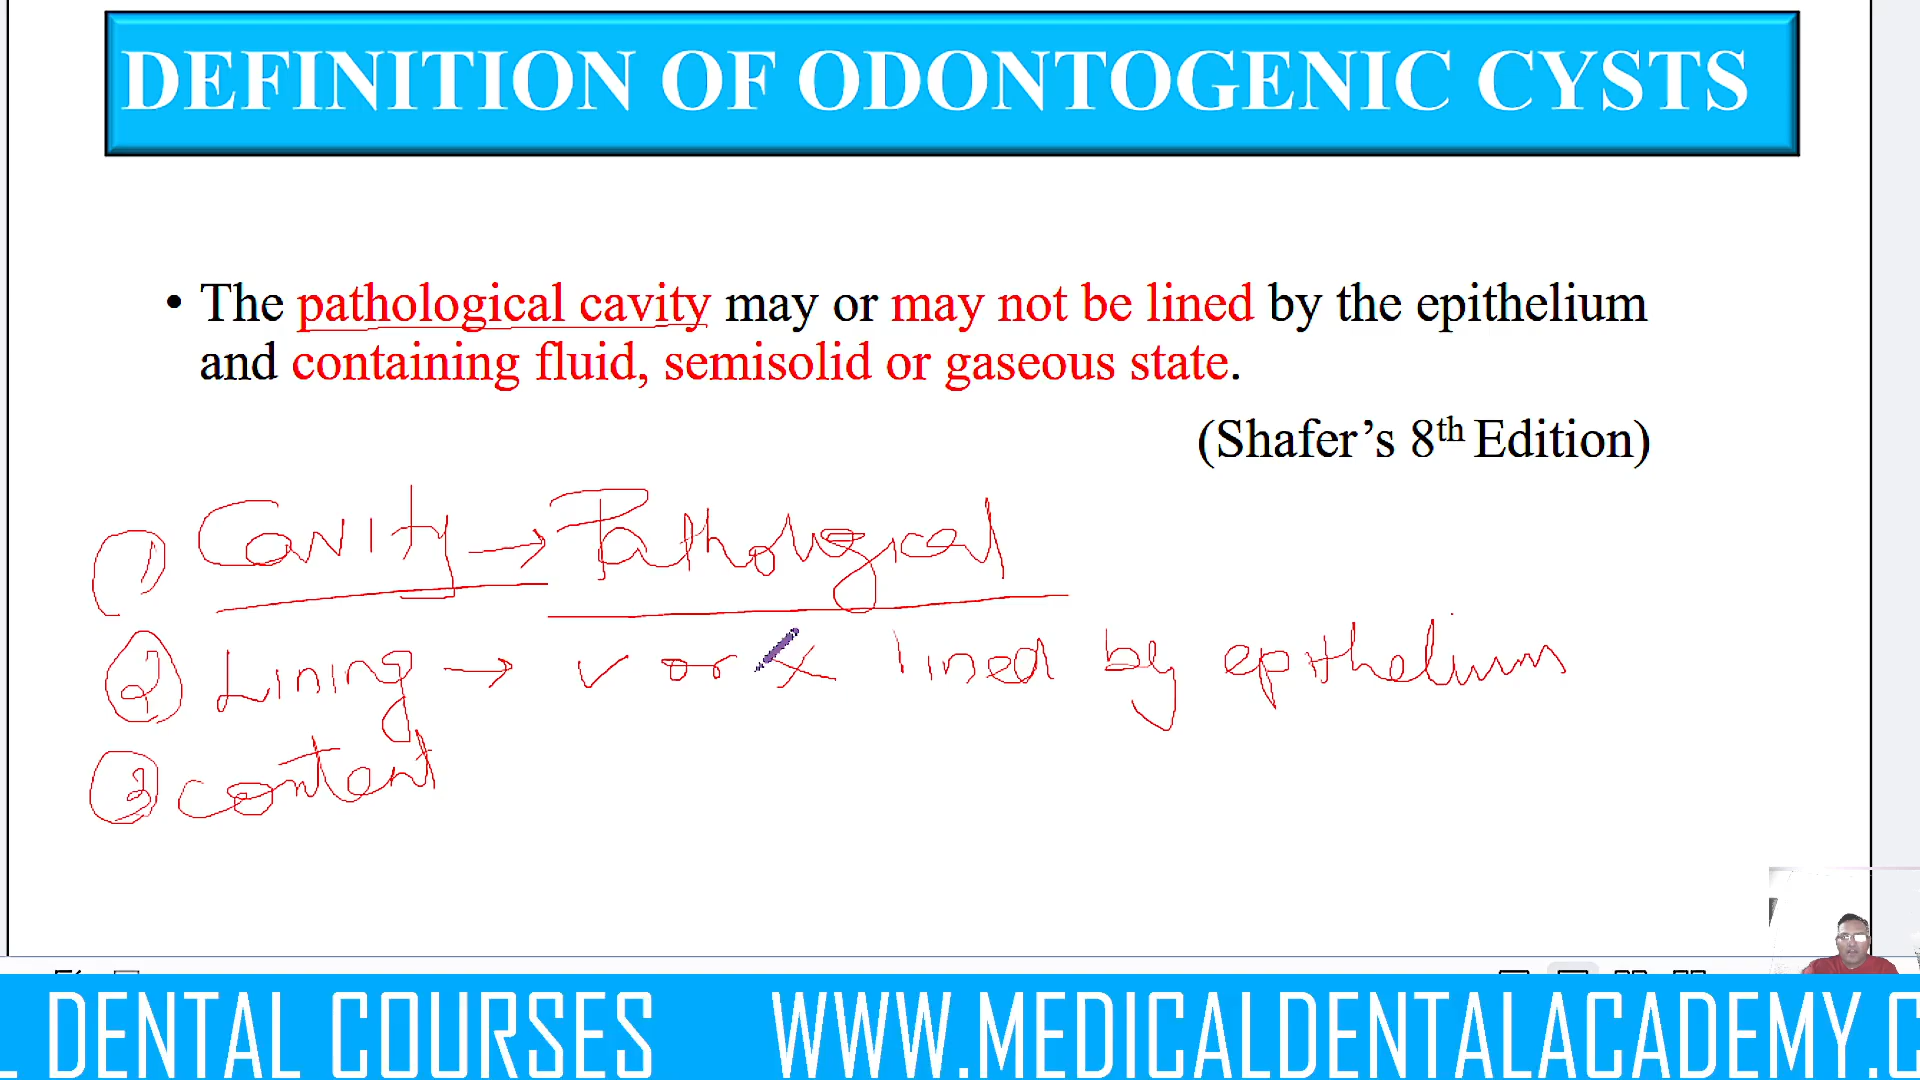 DEFINITION OF ODONTOGENIC CYSTS
• The pathological cavity may or may not be lined by the epithelium
and containing fluid, semisolid or gaseous state.
(Shafer’s 8th Edition)
1) Cavity → Pathological
2 Lining → ✓ or x lined by epithelium
3 content
L DENTAL COURSES WWW.MEDICALDENTALACADEMY.C